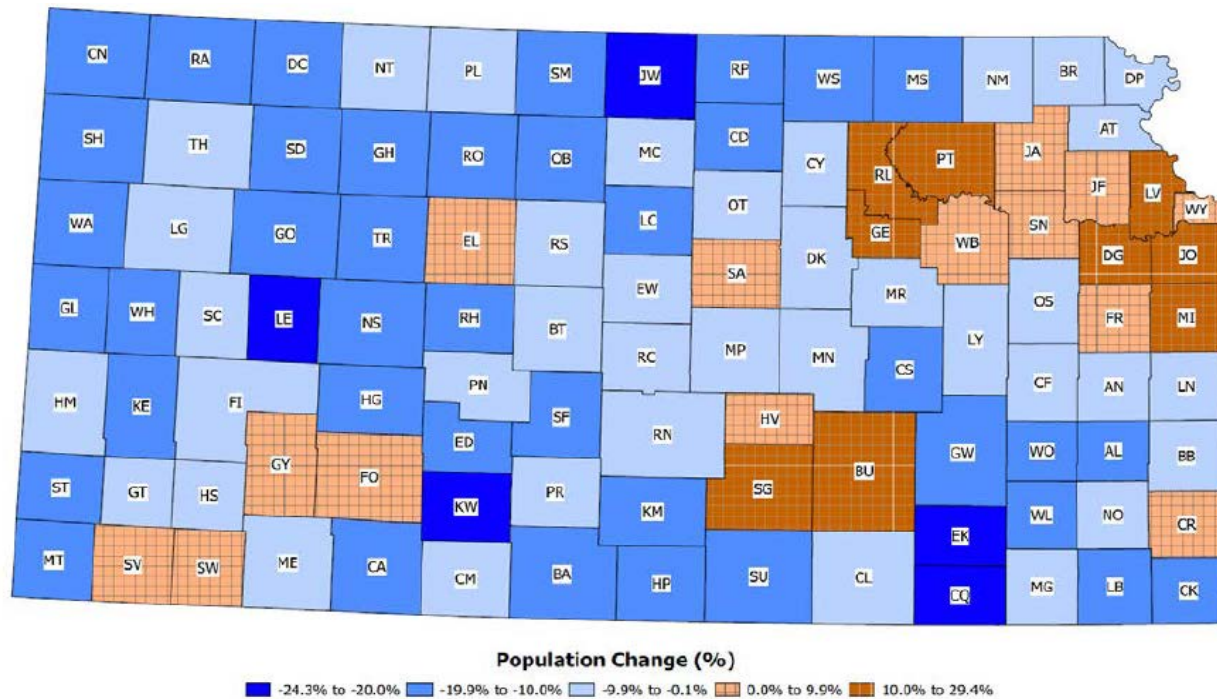 CN RA DC NT PL SM JW RP WS MS NM BR DP
SH TH SD GH RO OB MC CD CY RL PT JA AT
WA LG GO TR EL RS LC OT GE WB SN JF LV WY
GL WH SC LE NS RH BT EW SA DK MR OS DG JO
HM KE FI HG PN SF RC MP MN CS LY FR MI
ST GT HS GY FO ED RN HV CF AN LN
MT SV SW ME CA KW PR KM SG BU GW WO AL BB
CM BA HP SU CL EK WL NO CR
CQ MG LB CK
Population Change (%)
-24.3% to -20.0% -19.9% to -10.0% -9.9% to -0.1% 0.0% to 9.9% 10.0% to 29.4%